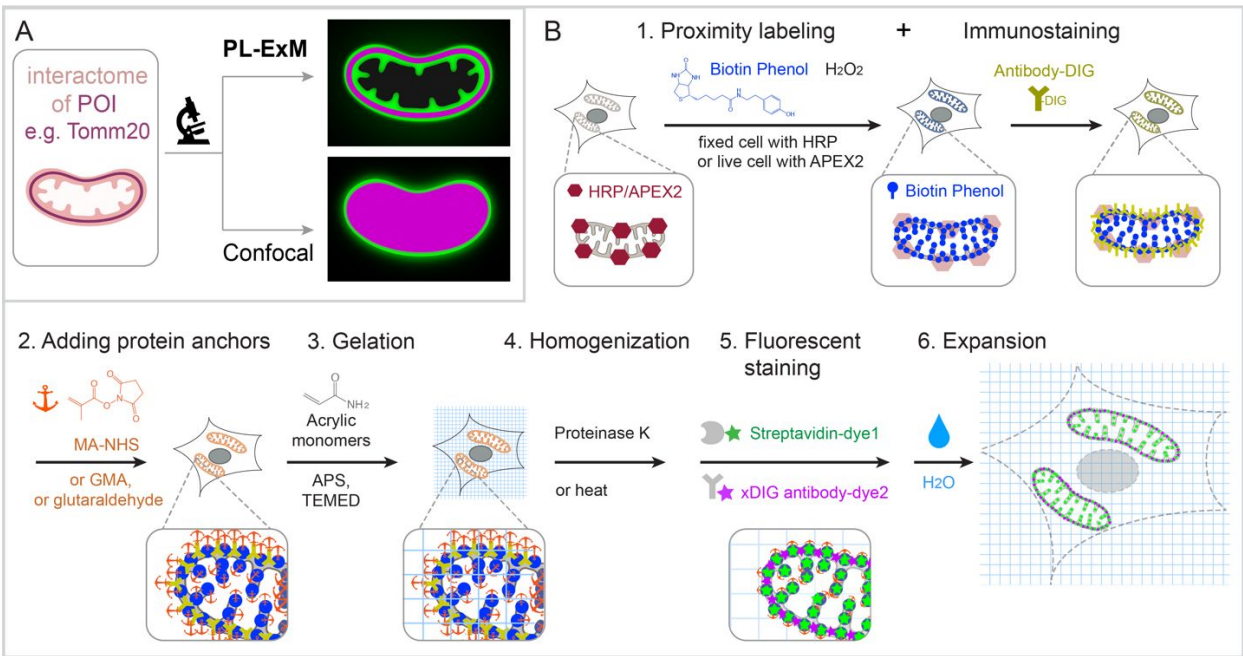 A
interactome
of POI
e.g. Tomm20
PL-ExM
Confocal
B
1. Proximity labeling
+
Immunostaining
Biotin Phenol
H2O2
O
HN
NH
S
O
N
H
OH
fixed cell with HRP
or live cell with APEX2
Antibody-DIG
-DIG
HRP/APEX2
Biotin Phenol
2. Adding protein anchors
O
O
N
O
O
MA-NHS
or GMA,
or glutaraldehyde
3. Gelation
O
NH2
Acrylic
monomers
APS,
TEMED
4. Homogenization
Proteinase K
or heat
5. Fluorescent
staining
Streptavidin-dye1
xDIG antibody-dye2
6. Expansion
H2O